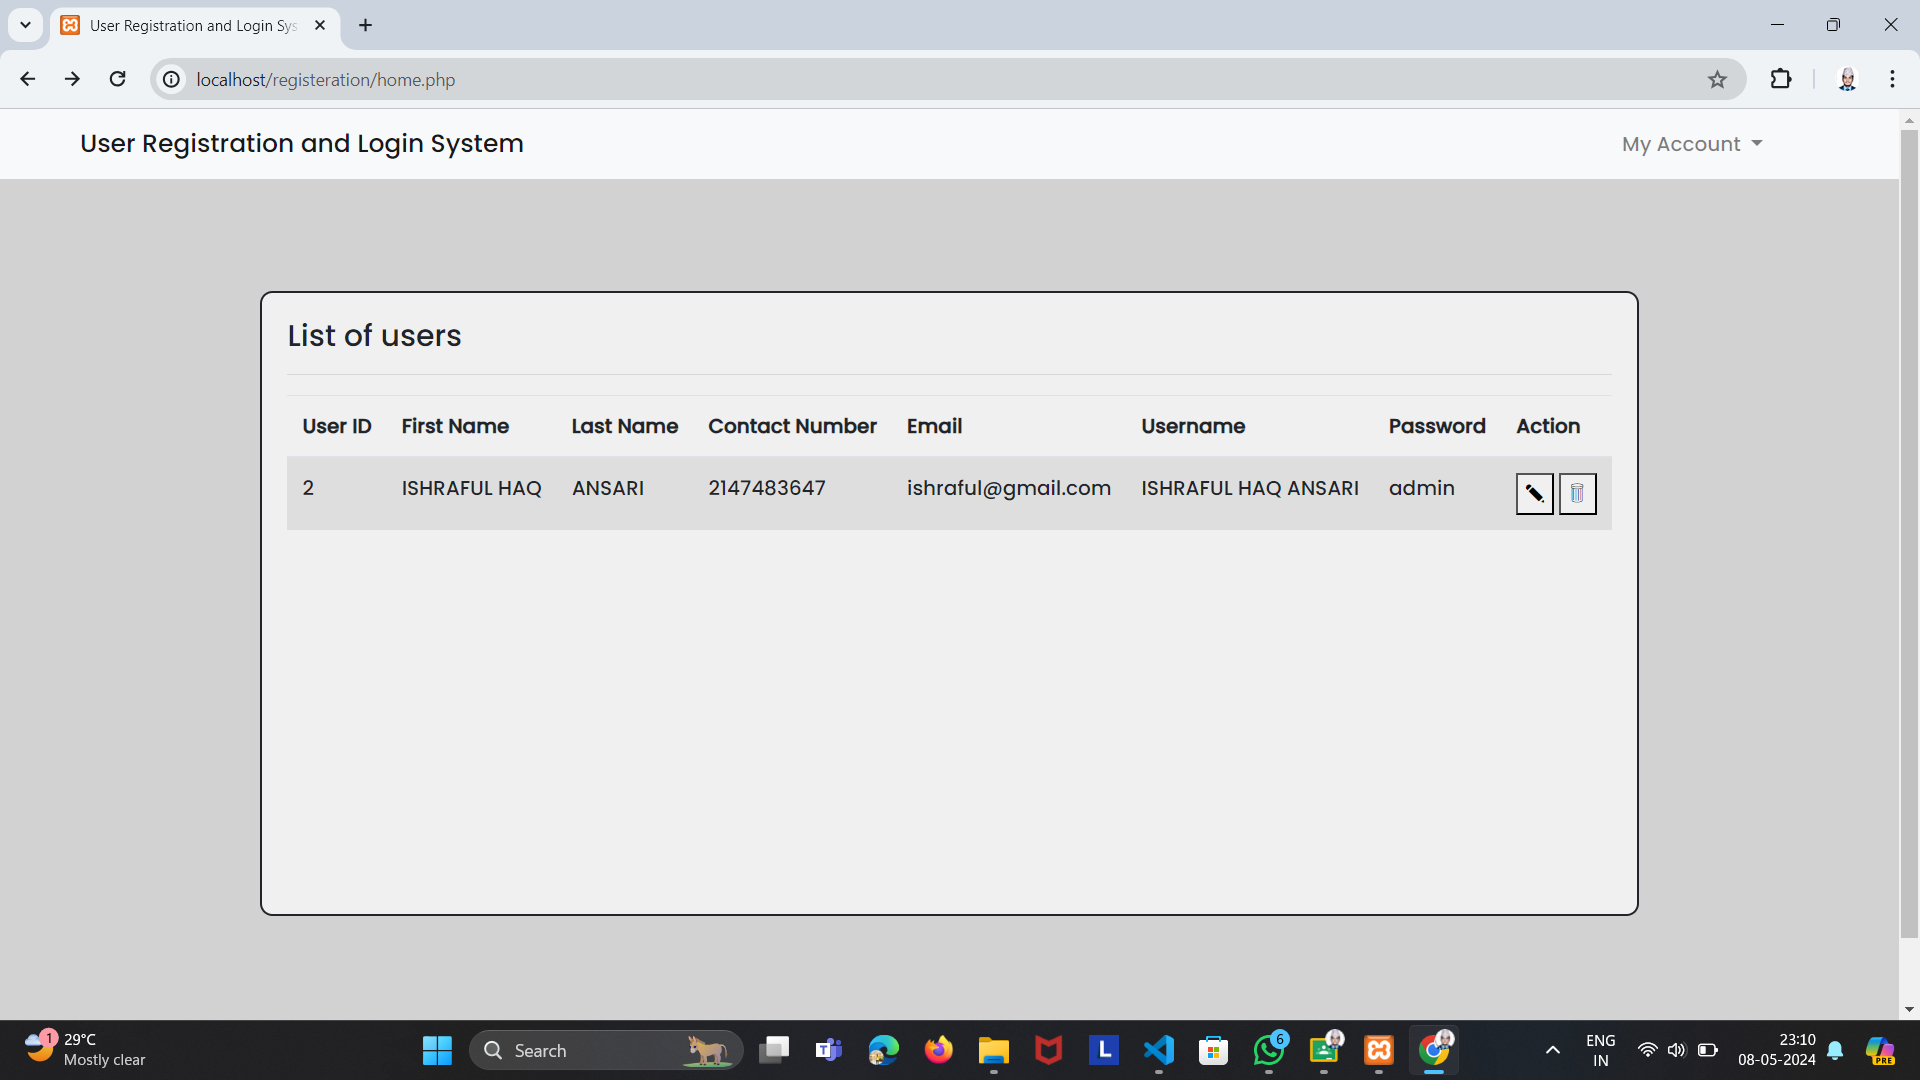 User Registration and Login Sys
localhost/registeration/home.php
User Registration and Login System
My Account
List of users
User ID First Name Last Name Contact Number Email Username Password Action
2 ISHRAFUL HAQ ANSARI 2147483647 ishraful@gmail.com ISHRAFUL HAQ ANSARI admin
1
29°C
Mostly clear
Search
T
L
6
ENG
IN
23:10
08-05-2024
PRE